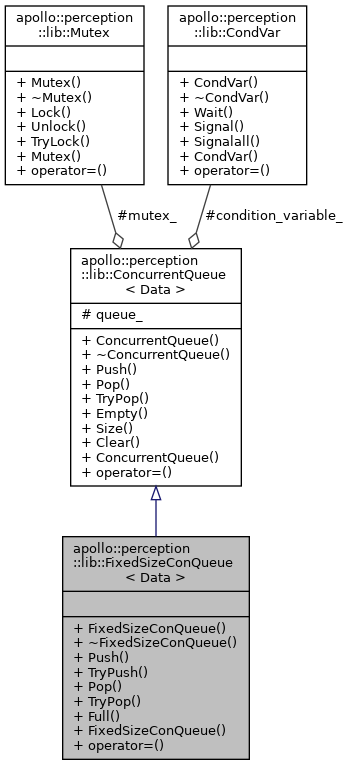 apollo::perception
::lib::Mutex
+ Mutex()
+ ~Mutex()
+ Lock()
+ Unlock()
+ TryLock()
+ Mutex()
+ operator=()
apollo::perception
::lib::CondVar
+ CondVar()
+ ~CondVar()
+ Wait()
+ Signal()
+ Signalall()
+ CondVar()
+ operator=()
#mutex_
#condition_variable_
apollo::perception
::lib::ConcurrentQueue
< Data >
# queue_
+ ConcurrentQueue()
+ ~ConcurrentQueue()
+ Push()
+ Pop()
+ TryPop()
+ Empty()
+ Size()
+ Clear()
+ ConcurrentQueue()
+ operator=()
apollo::perception
::lib::FixedSizeConQueue
< Data >
+ FixedSizeConQueue()
+ ~FixedSizeConQueue()
+ Push()
+ TryPush()
+ Pop()
+ TryPop()
+ Full()
+ FixedSizeConQueue()
+ operator=()